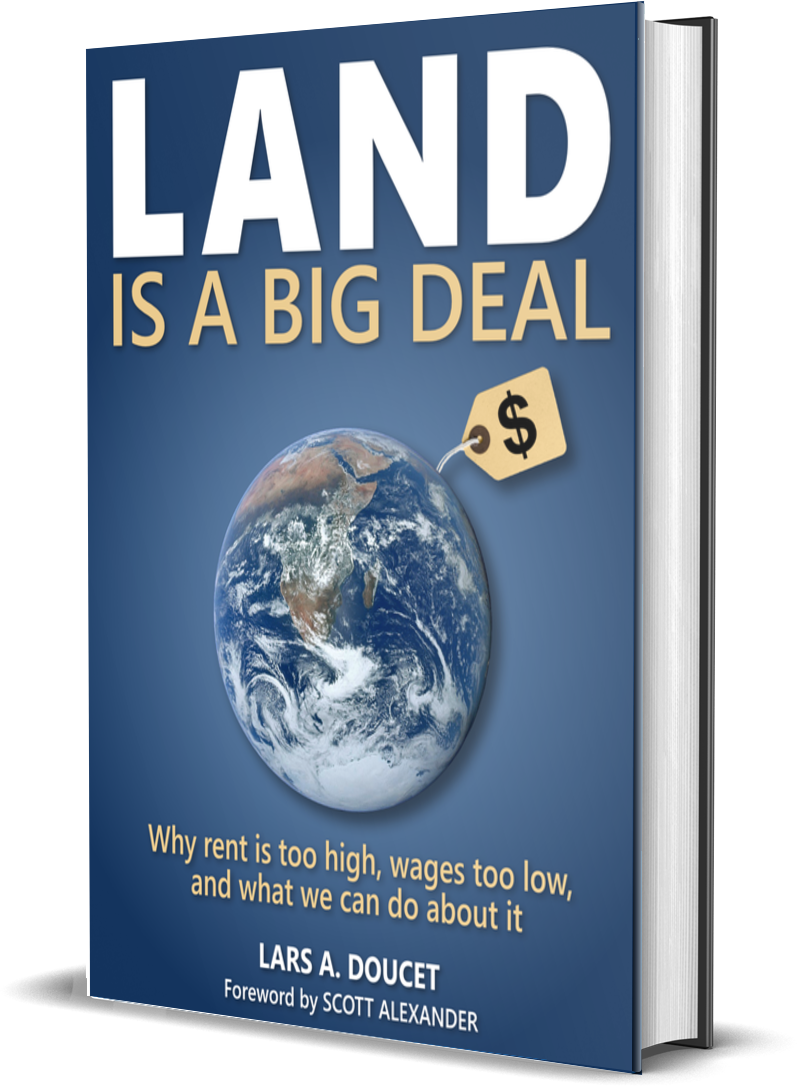 LAND
IS A BIG DEAL
$
Why rent is too high, wages too low,
and what we can do about it
LARS A. DOUCET
Foreword by SCOTT ALEXANDER